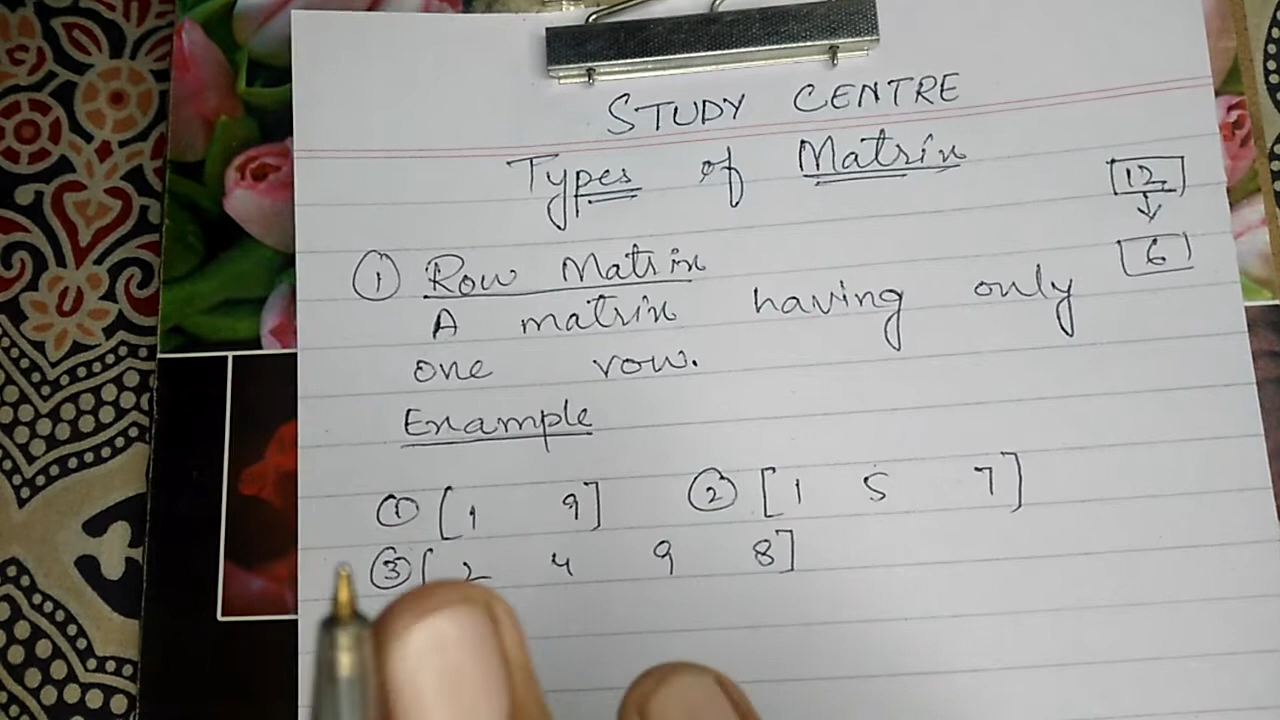 STUDY CENTRE
Types of Matrix
12
↓
6
① Row Matrix
A matrix having only
one row.
Example
① [1 9] ② [1 5 7]
③ [2 4 9 8]